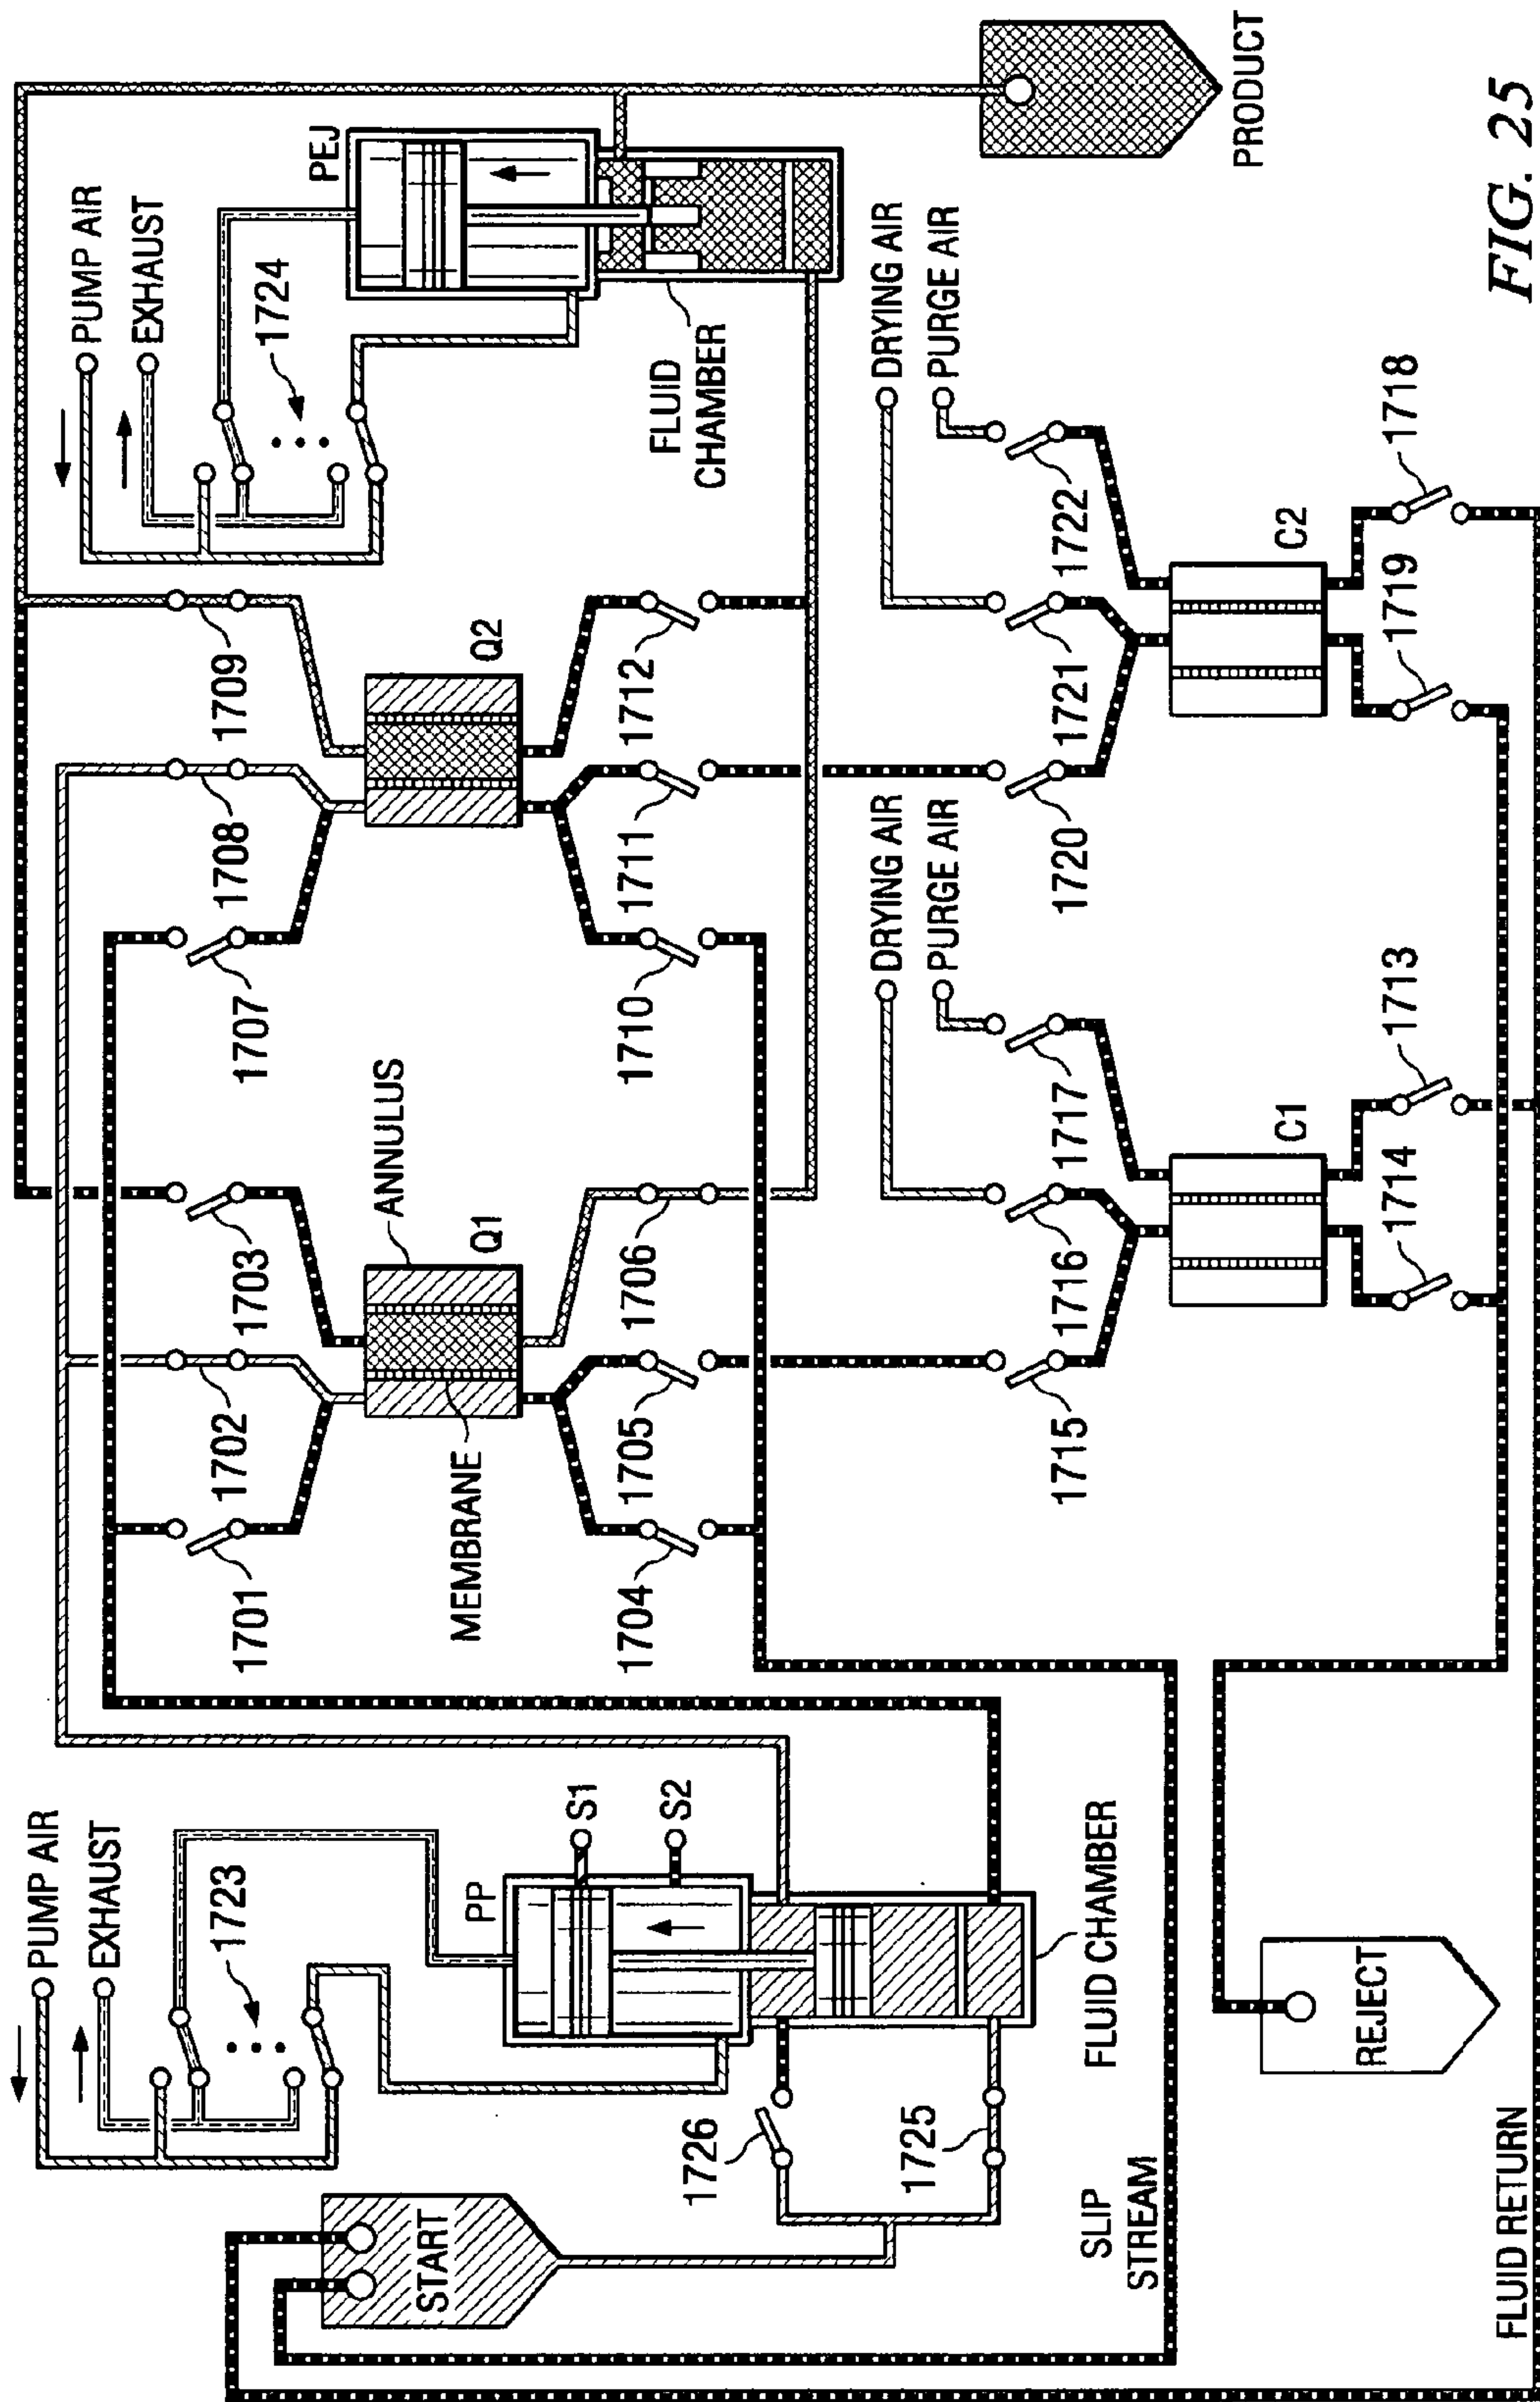 PUMP AIR
EXHAUST
1723
START
PP
S1
S2
1726
1725
FLUID CHAMBER
SLIP
STREAM
FLUID RETURN
REJECT
1701
1702
1703
MEMBRANE
ANNULUS
Q1
1704
1705
1706
1707
1708
1709
Q2
1710
1711
1712
PUMP AIR
EXHAUST
1724
PEJ
FLUID
CHAMBER
PRODUCT
DRYING AIR
PURGE AIR
1715
1716
1717
C1
1714
1713
DRYING AIR
PURGE AIR
1720
1721
1722
C2
1719
1718
FIG. 25